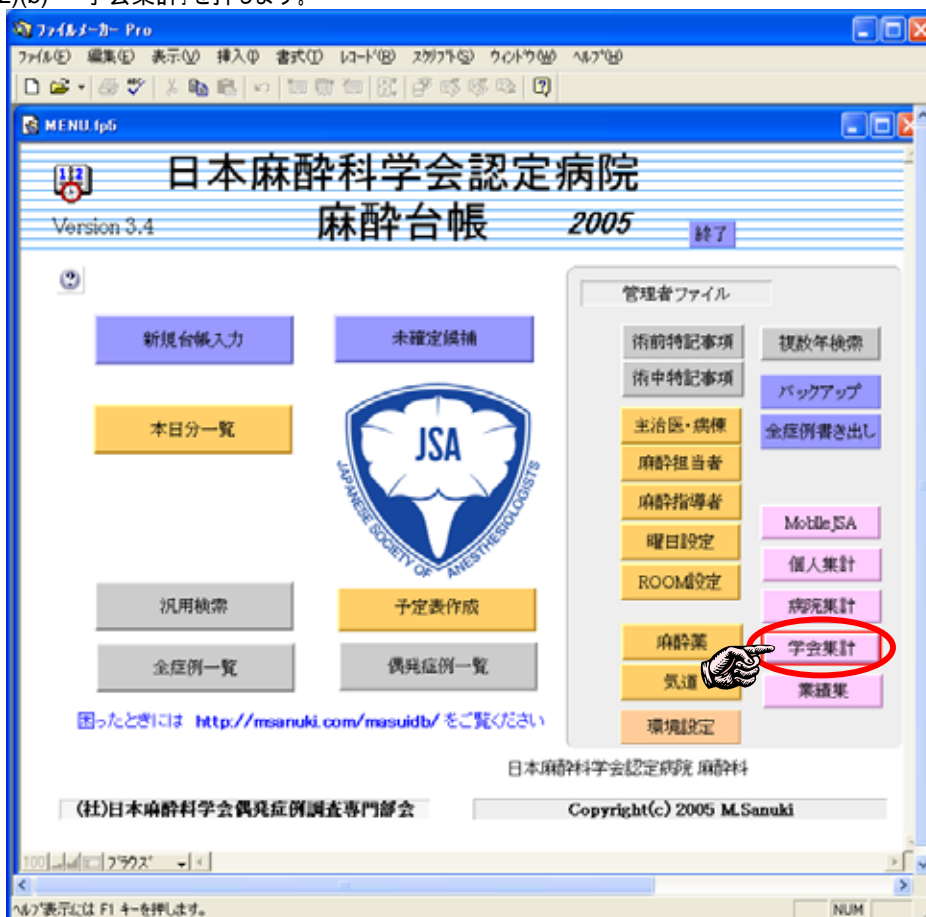 (b) 学会集計」を押します。
ファイルメーカー Pro
ファイル(F) 編集(E) 表示(V) 挿入(I) 書式(T) レコード(R) スクリプト(S) ウィンドウ(W) ヘルプ(H)
MENU.fp5
日本麻酔科学会認定病院
麻酔台帳 2005
Version 3.4
終了
管理者ファイル
新規台帳入力
未確定候補
術前特記事項
複数年検索
術中特記事項
バックアップ
本日分一覧
主治医・病棟
全症例書き出し
JSA
JAPANESE SOCIETY OF ANESTHESIOLOGISTS
麻酔担当者
麻酔指導者
MobileJSA
曜日設定
個人集計
ROOM設定
汎用検索
予定表作成
病院集計
麻酔薬
学会集計
全症例一覧
偶発症例一覧
気道
業績集
困ったときには http://msanuki.com/masuidb/ をご覧ください
環境設定
日本麻酔科学会認定病院 麻酔科
(社)日本麻酔科学会偶発症例調査専門部会
Copyright(c) 2005 M.Sanuki
100 ブラウズ
ヘルプ表示には F1 キーを押します。
NUM